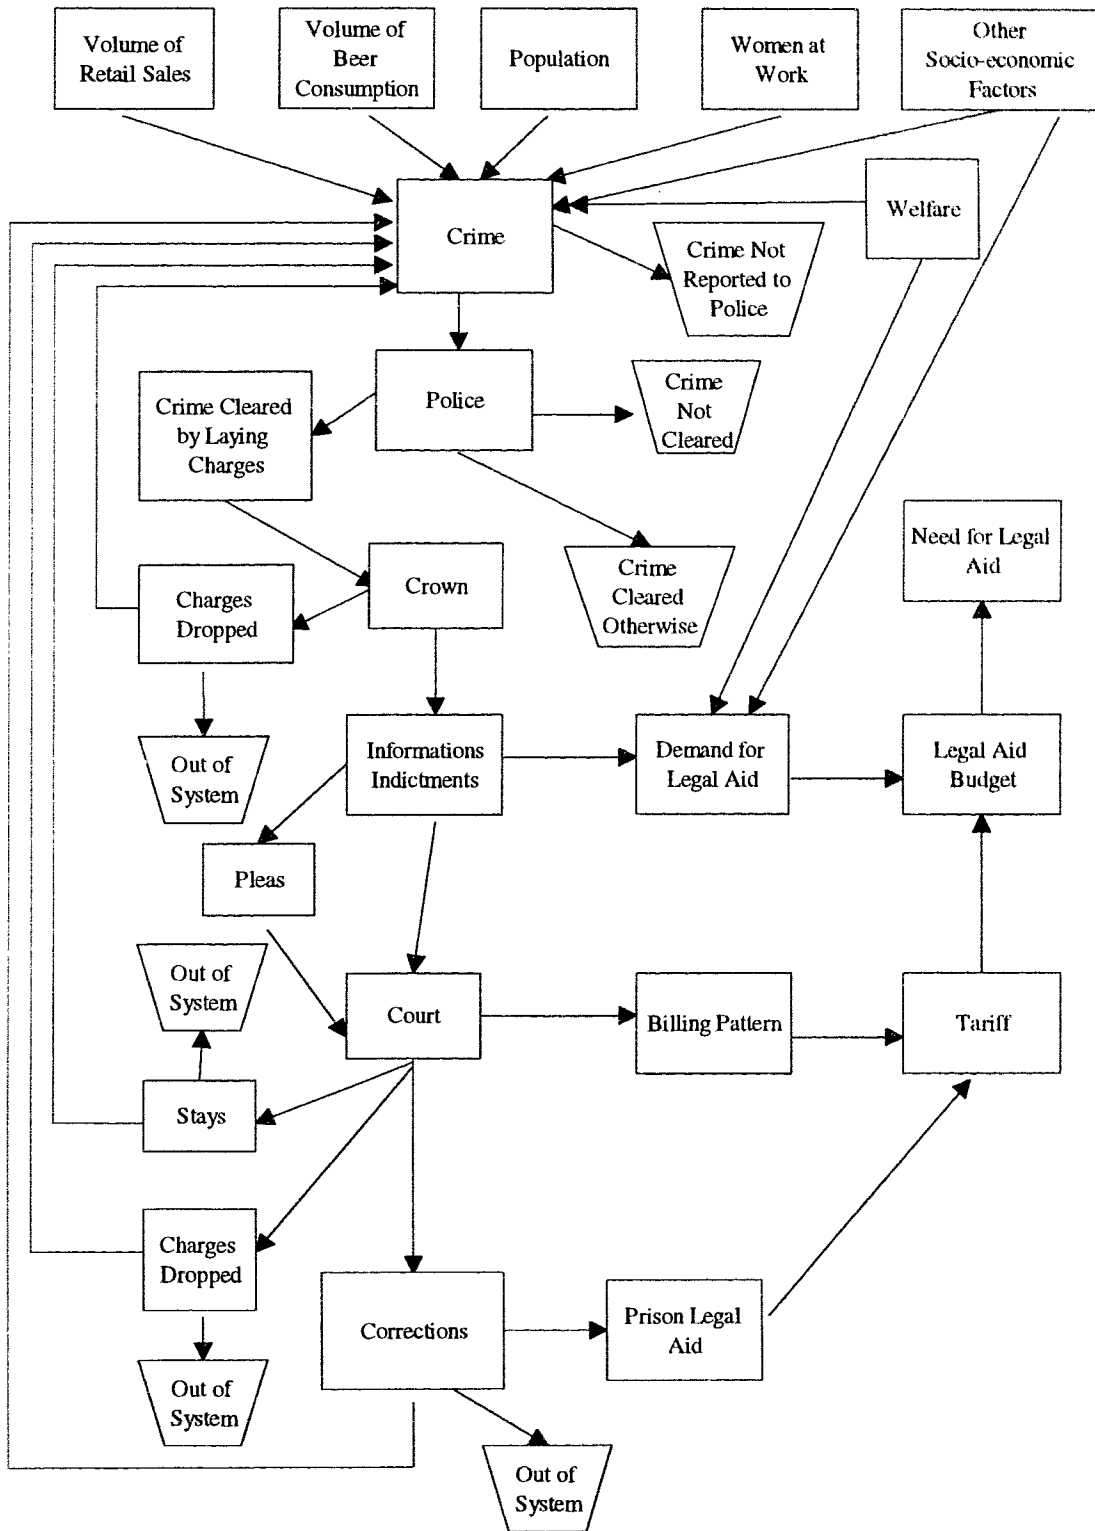 Volume of
Retail Sales
Volume of
Beer
Consumption
Population
Women at
Work
Other
Socio-economic
Factors
Welfare
Crime
Crime Not
Reported to
Police
Crime Cleared
by Laying
Charges
Police
Crime
Not
Cleared
Need for Legal
Aid
Charges
Dropped
Crown
Crime
Cleared
Otherwise
Out of
System
Informations
Indictments
Demand for
Legal Aid
Legal Aid
Budget
Pleas
Out of
System
Court
Billing Pattern
Tariff
Stays
Charges
Dropped
Corrections
Prison Legal
Aid
Out of
System
Out of
System